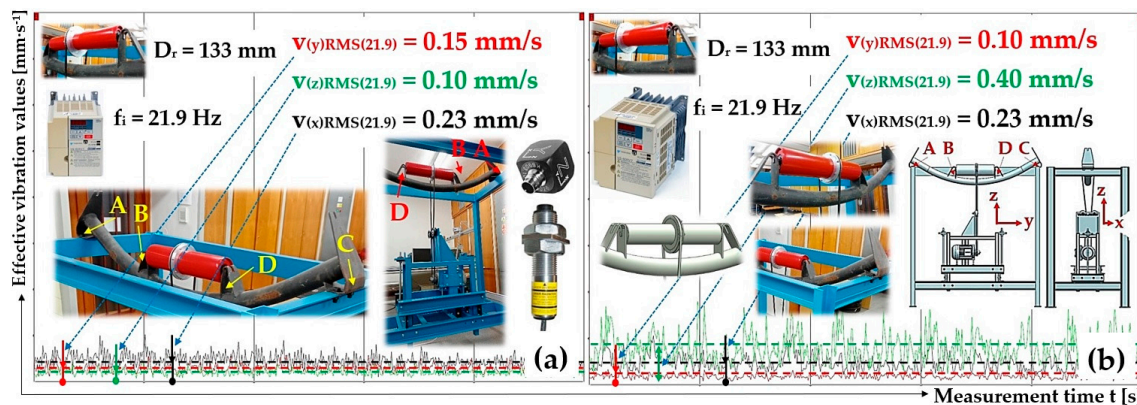 Effective vibration values [mm·s⁻¹]
Dᵣ = 133 mm
v(y)RMS(21.9) = 0.15 mm/s
v(z)RMS(21.9) = 0.10 mm/s
fᵢ = 21.9 Hz
v(x)RMS(21.9) = 0.23 mm/s
A
B
C
D
B
A
D
(a)
Dᵣ = 133 mm
v(y)RMS(21.9) = 0.10 mm/s
v(z)RMS(21.9) = 0.40 mm/s
fᵢ = 21.9 Hz
v(x)RMS(21.9) = 0.23 mm/s
A B D C
z
y
z
x
(b)
Measurement time t [s